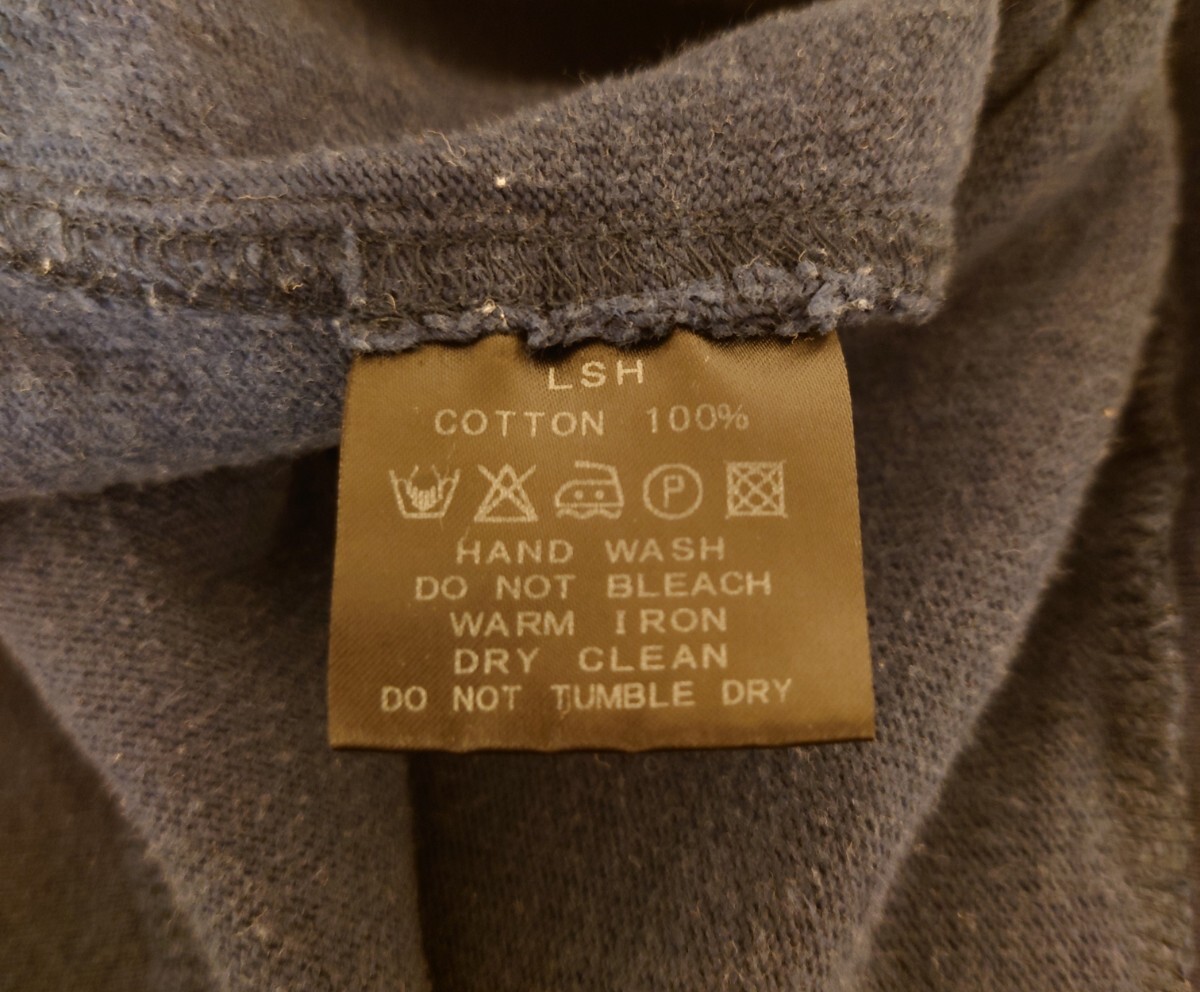 LSH
COTTON 100%
P
HAND WASH
DO NOT BLEACH
WARM IRON
DRY CLEAN
DO NOT TUMBLE DRY